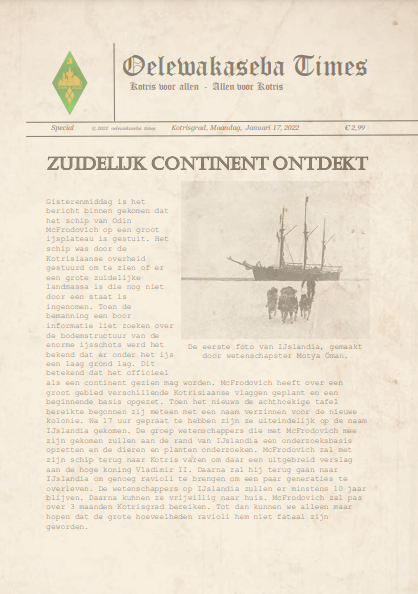 Oelewakaseba Times
Kotris voor allen - Allen voor Kotris
Special © 2022 oelewakaseba times Kotrisgrad, Maandag, Januari 17, 2022 € 2,99
ZUIDELIJK CONTINENT ONTDEKT
Gisterenmiddag is het
bericht binnen gekomen dat
het schip van Odin
McFrodovich op een groot
ijsplateau is gestuit. Het
schip was door de
Kotrisiaanse overheid
gestuurd om te zien of er
een grote zuidelijke
landmassa is die nog niet
door een staat is
ingenomen. Toen de
bemanning een boor
informatie liet zoeken over
de bodemstructuur van de
enorme ijsschots werd het
bekend dat er onder het ijs
een laag grond lag. Dit
betekend dat het officieel
De eerste foto van IJslandia, gemaakt
door wetenschapster Motya Oman.
als een continent gezien mag worden. McFrodovich heeft over een
groot gebied verschillende Kotrisiaanse vlaggen geplant en een
beginnende basis opgezet. Toen het nieuws de achthoekige tafel
bereikte begonnen zij meteen met een naam verzinnen voor de nieuwe
kolonie. Na 17 uur gepraat te hebben zijn ze uiteindelijk op de naam
IJslandia gekomen. De groep wetenschappers die met McFrodovich mee
zijn gekomen zullen aan de rand van IJslandia een onderzoeksbasis
opzetten en de dieren en planten onderzoeken. McFrodovich zal met
zijn schip terug naar Kotris varen om daar een uitgebreid verslag
aan de hoge koning Vladimir II. Daarna zal hij terug gaan naar
IJslandia om genoeg ravioli te brengen om een paar generaties te
overleven. De wetenschappers op IJslandia zullen er minstens 10 jaar
blijven. Daarna kunnen ze vrijwillig naar huis. McFrodovich zal pas
over 3 maanden Kotrisgrad bereiken. Tot dan kunnen we alleen maar
hopen dat de grote hoeveelheden ravioli hem niet fataal zijn
geworden.